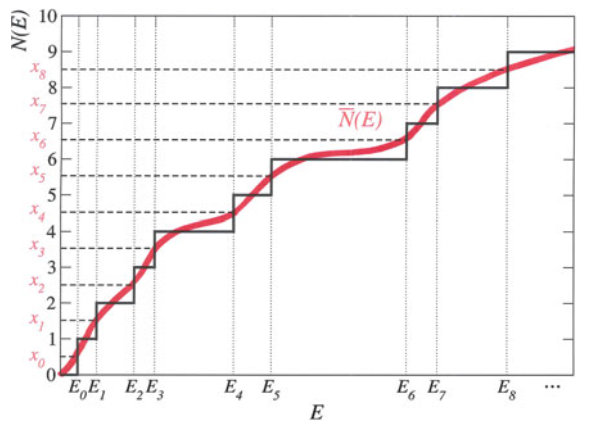 N(E)
10
9
x₈
8
x₇
7
N̅(E)
x₆
6
x₅
5
x₄
4
x₃
3
x₂
2
x₁
1
x₀
0
E₀ E₁ E₂ E₃ E₄ E₅ E₆ E₇ E₈ ...
E